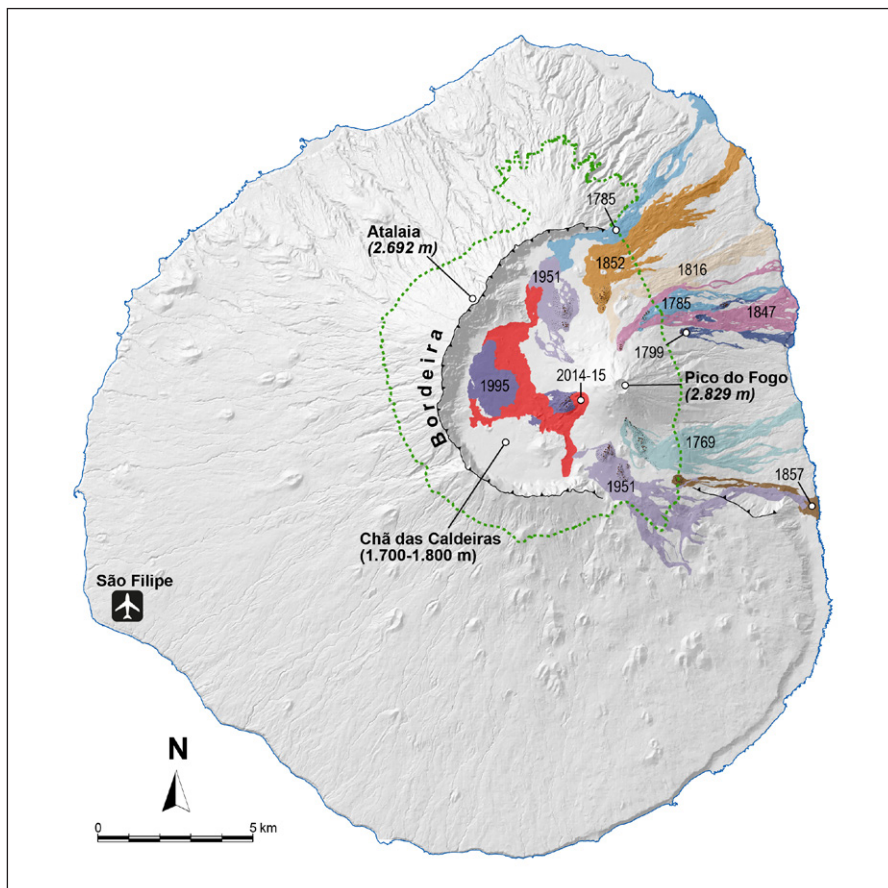 1785
Atalaia
(2.692 m)
1852
1951
1816
1785
1847
1799
Bordeira
2014-15
1995
Pico do Fogo
(2.829 m)
1769
1951
1857
Chã das Caldeiras
(1.700-1.800 m)
São Filipe
N
0 5 km